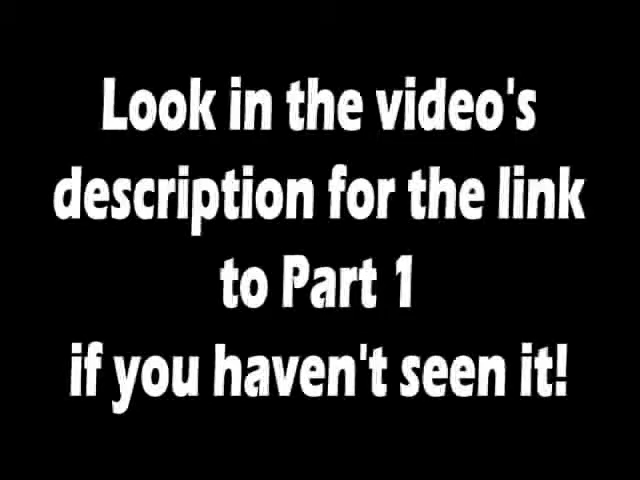 Look in the video's
description for the link
to Part 1
if you haven't seen it!